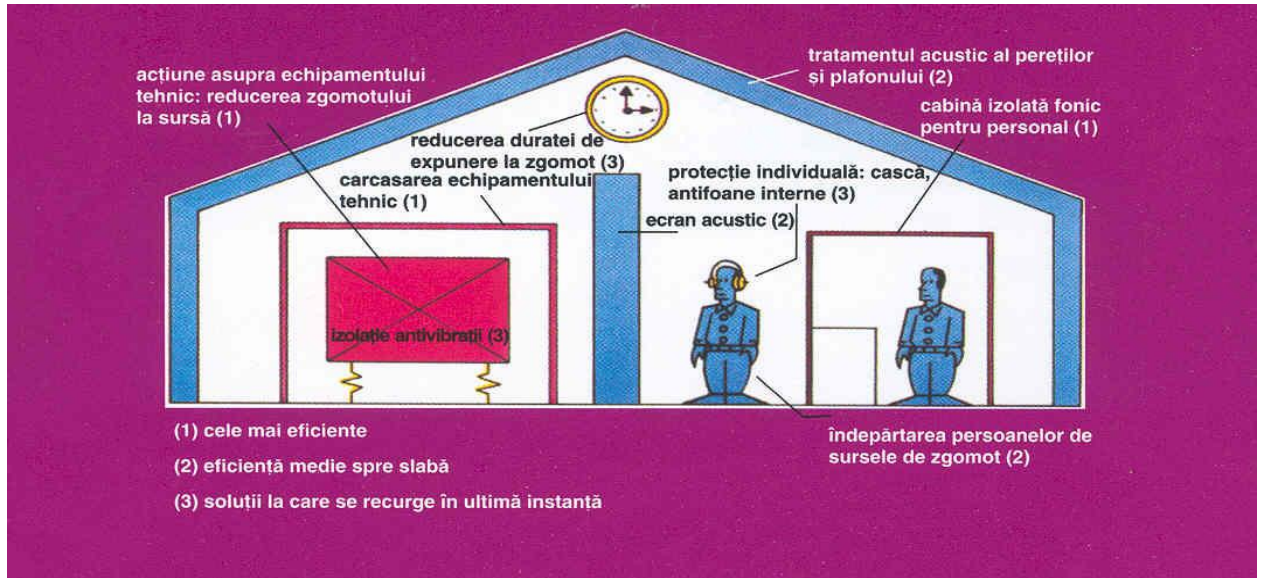 acțiune asupra echipamentului
tehnic: reducerea zgomotului
la sursă (1)
tratamentul acustic al pereților
și plafonului (2)
cabină izolată fonic
pentru personal (1)
reducerea duratei de
expunere la zgomot (3)
carcasarea echipamentului
tehnic (1)
protecție individuală: cască,
antifoane interne (3)
ecran acustic (2)
izolație antivibrații (3)
îndepărtarea persoanelor de
sursele de zgomot (2)
(1) cele mai eficiente
(2) eficiență medie spre slabă
(3) soluții la care se recurge în ultimă instanță